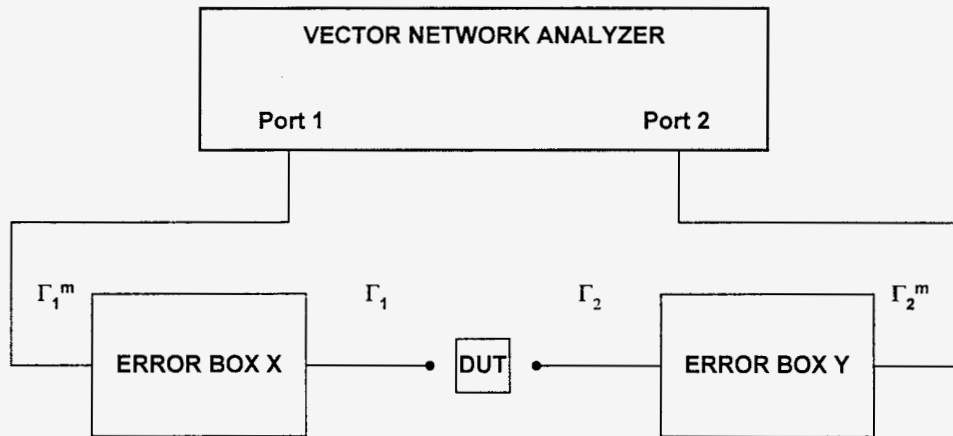 VECTOR NETWORK ANALYZER
Port 1 Port 2
Γ₁ᵐ Γ₁ Γ₂ Γ₂ᵐ
ERROR BOX X DUT ERROR BOX Y